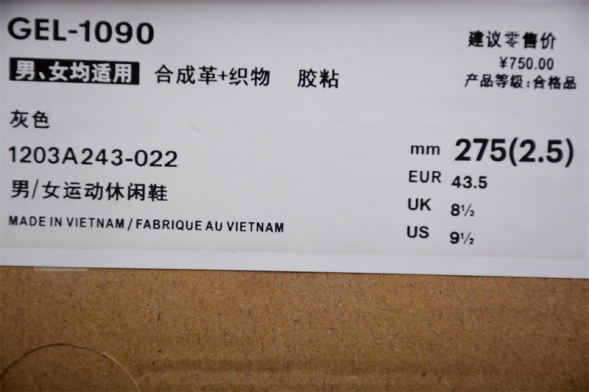 GEL-1090
建议零售价
¥750.00
男、女均适用 合成革+织物 胶粘
产品等级:合格品
灰色
1203A243-022
男/女运动休闲鞋
MADE IN VIETNAM / FABRIQUE AU VIETNAM
mm 275(2.5)
EUR 43.5
UK 8½
US 9½